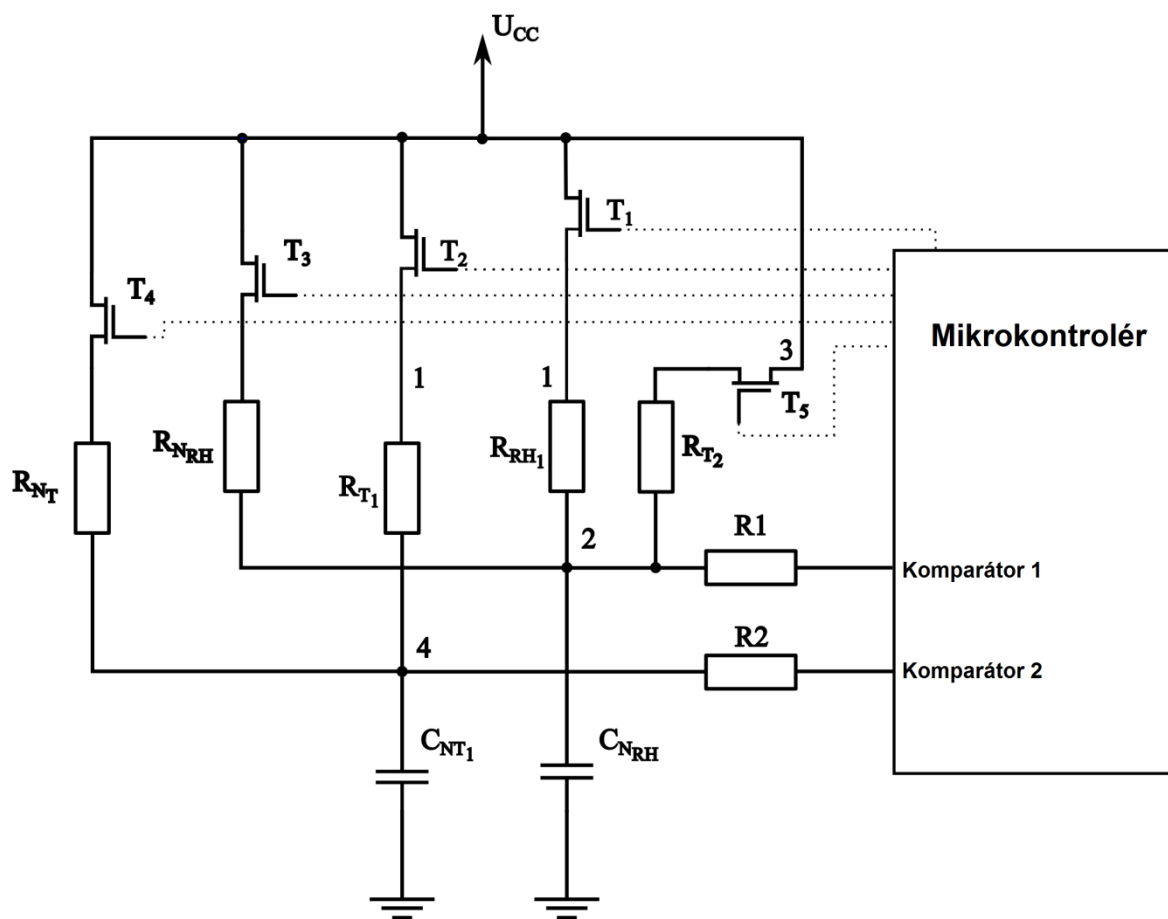 U_CC
T_1
T_2
T_3
T_4
Mikrokontrolér
3
1
1
T_5
R_N_RH
R_RH_1
R_T_2
R_N_T
R_T_1
R1
2
Komparátor 1
R2
4
Komparátor 2
C_NT_1
C_N_RH